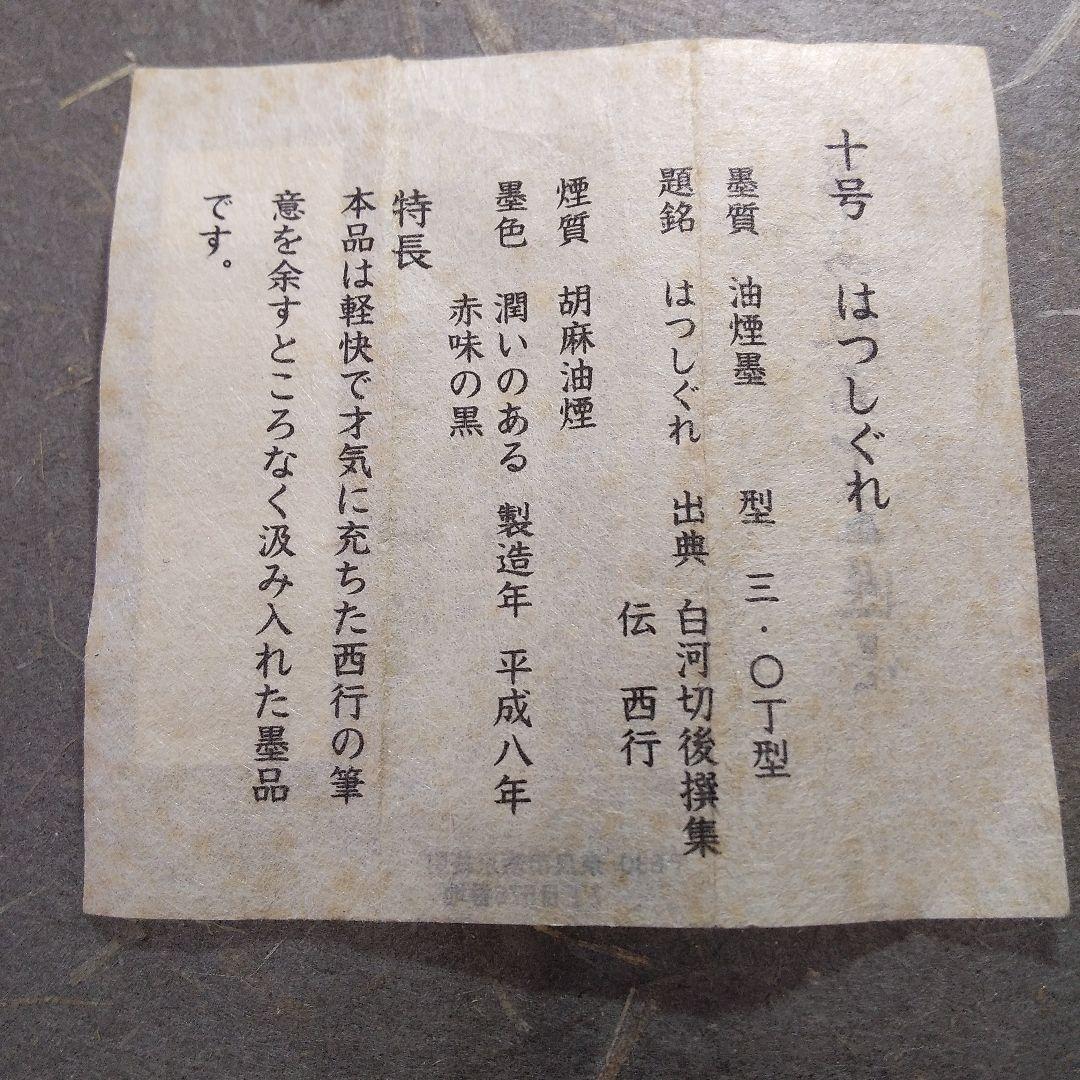 十号 はつしぐれ
墨質 油煙墨 型 三・〇丁型
題銘 はつしぐれ 出典 白河切後撰集
伝 西行
煙質 胡麻油煙
墨色 潤いのある 製造年 平成八年
赤味の黒
特長
本品は軽快で才気に充ちた西行の筆
意を余すところなく汲み入れた墨品
です。